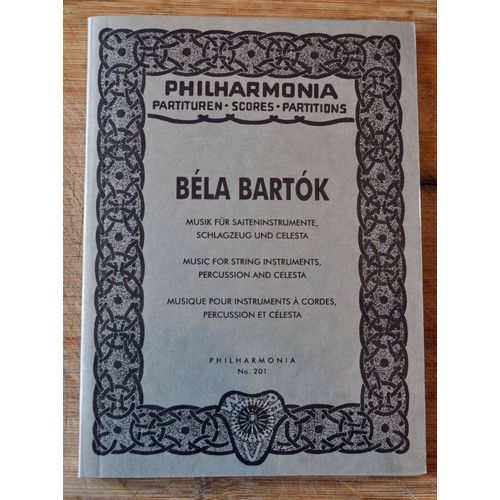 PHILHARMONIA
PARTITUREN • SCORES • PARTITIONS
BÉLA BARTÓK
MUSIK FÜR SAITENINSTRUMENTE,
SCHLAGZEUG UND CELESTA
MUSIC FOR STRING INSTRUMENTS,
PERCUSSION AND CELESTA
MUSIQUE POUR INSTRUMENTS À CORDES,
PERCUSSION ET CÉLESTA
PHILHARMONIA
No. 201